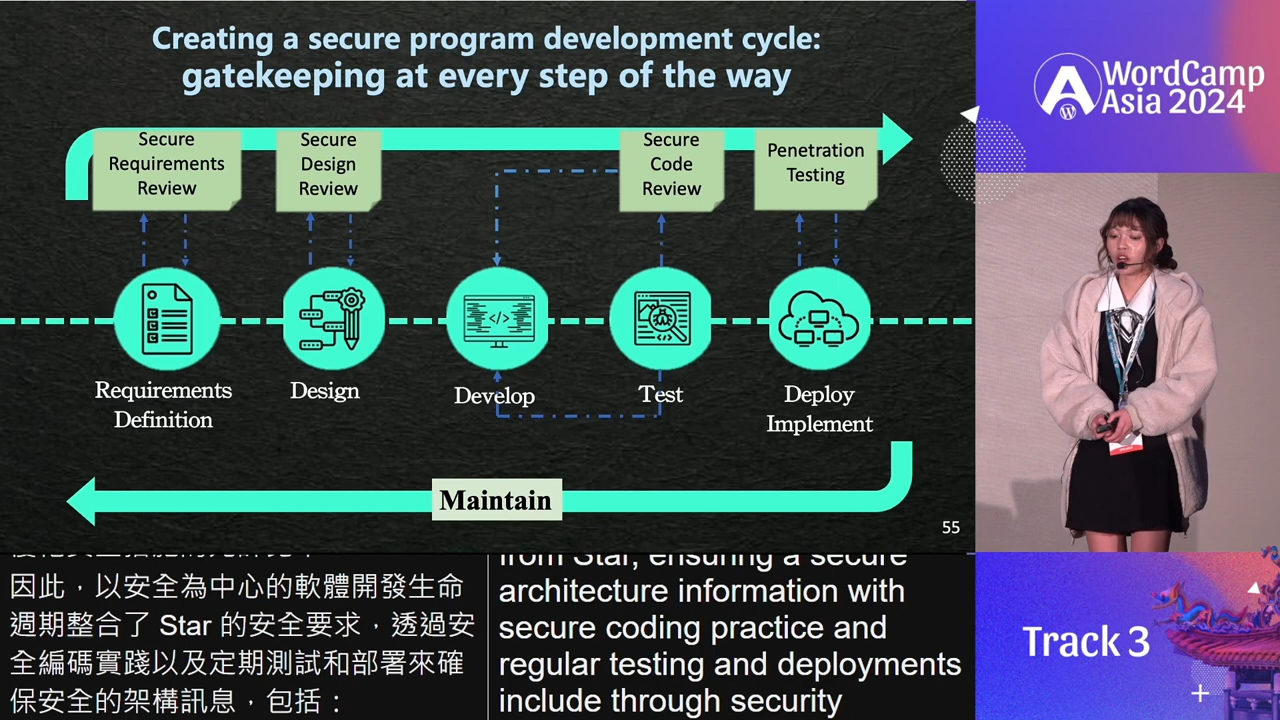 Creating a secure program development cycle:
gatekeeping at every step of the way
Secure
Requirements
Review
Secure
Design
Review
Secure
Code
Review
Penetration
Testing
Requirements
Definition
Design
Develop
Test
Deploy
Implement
Maintain
55
WordCamp
Asia 2024
因此，以安全為中心的軟體開發生命
週期整合了 Star 的安全要求，透過安
全編碼實踐以及定期測試和部署來確
保安全的架構訊息，包括：
from Star, ensuring a secure
architecture information with
secure coding practice and
regular testing and deployments
include through security
Track 3